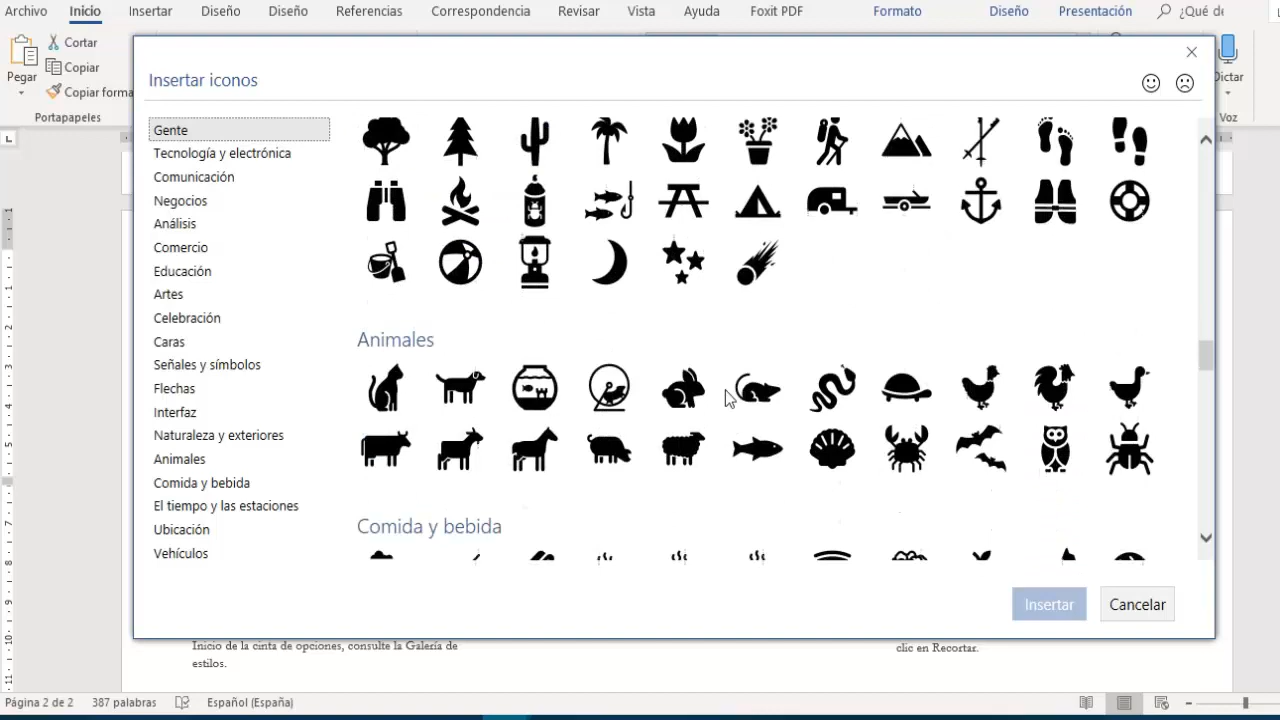 Archivo Inicio Insertar Diseño Diseño Referencias Correspondencia Revisar Vista Ayuda Foxit PDF Formato Diseño Presentación ¿Qué de
Pegar
Cortar
Copiar
Copiar forma
Portapapeles
Dictar
Voz
Insertar iconos
Gente
Tecnología y electrónica
Comunicación
Negocios
Análisis
Comercio
Educación
Artes
Celebración
Caras
Señales y símbolos
Flechas
Interfaz
Naturaleza y exteriores
Animales
Comida y bebida
El tiempo y las estaciones
Ubicación
Vehículos
Animales
Comida y bebida
Insertar Cancelar
Inicio de la cinta de opciones, consulte la Galería de
estilos.
clic en Recortar.
Página 2 de 2 387 palabras Español (España)